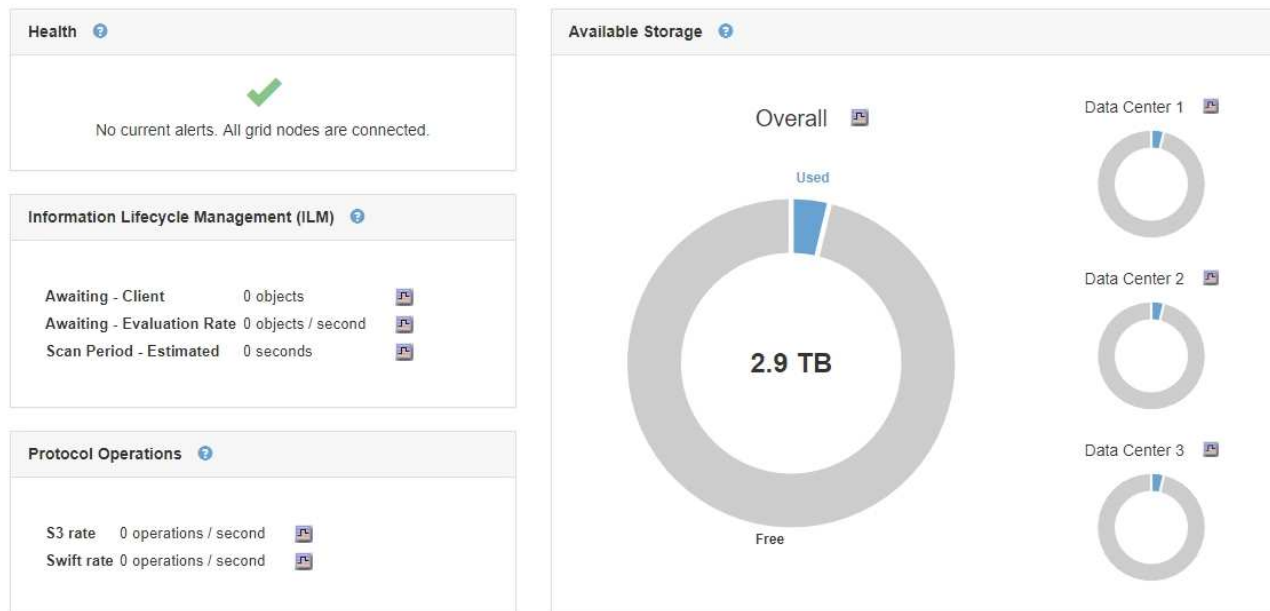 Health
No current alerts. All grid nodes are connected.
Information Lifecycle Management (ILM)
Awaiting - Client 0 objects
Awaiting - Evaluation Rate 0 objects / second
Scan Period - Estimated 0 seconds
Protocol Operations
S3 rate 0 operations / second
Swift rate 0 operations / second
Available Storage
Overall
Used
2.9 TB
Free
Data Center 1
Data Center 2
Data Center 3